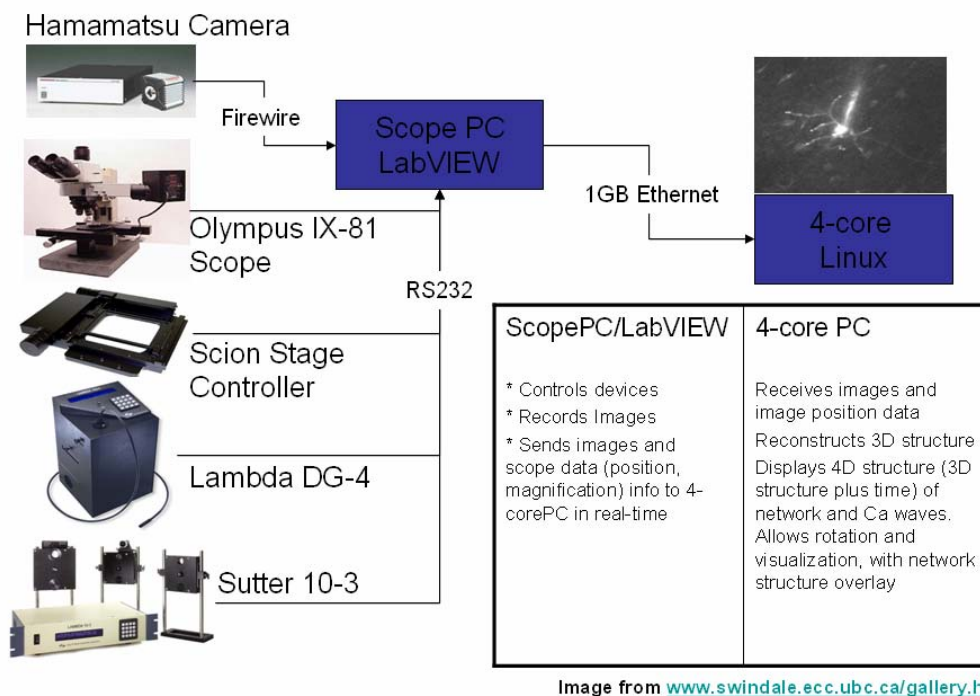 Hamamatsu Camera
Firewire
Scope PC
LabVIEW
1GB Ethernet
4-core
Linux
Olympus IX-81
Scope
RS232
Scion Stage
Controller
Lambda DG-4
Sutter 10-3
ScopePC/LabVIEW
* Controls devices
* Records Images
* Sends images and
scope data (position,
magnification) info to 4-
corePC in real-time
4-core PC
Receives images and
image position data
Reconstructs 3D structure
Displays 4D structure (3D
structure plus time) of
network and Ca waves.
Allows rotation and
visualization, with network
structure overlay
Image from www.swindale.ecc.ubc.ca/gallery.h